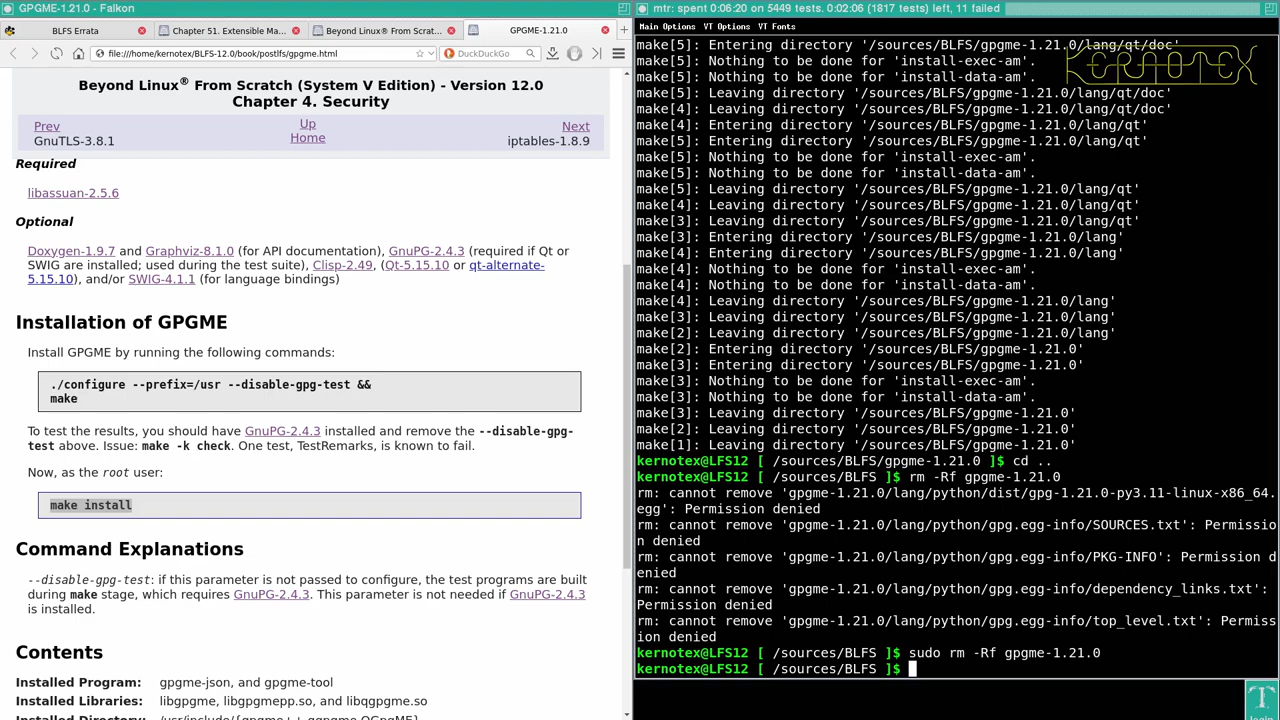 GPGME-1.21.0 - Falkon
BLFS Errata
Chapter 51. Extensible Ma...
Beyond Linux® From Scrat...
GPGME-1.21.0
file:///home/kernotex/BLFS-12.0/book/postlfs/gpgme.html
DuckDuckGo
Beyond Linux® From Scratch (System V Edition) - Version 12.0
Chapter 4. Security
Prev
Up
Next
GnuTLS-3.8.1
Home
iptables-1.8.9
Required
libassuan-2.5.6
Optional
Doxygen-1.9.7 and Graphviz-8.1.0 (for API documentation), GnuPG-2.4.3 (required if Qt or
SWIG are installed; used during the test suite), Clisp-2.49, (Qt-5.15.10 or qt-alternate-
5.15.10), and/or SWIG-4.1.1 (for language bindings)
Installation of GPGME
Install GPGME by running the following commands:
./configure --prefix=/usr --disable-gpg-test &&
make
To test the results, you should have GnuPG-2.4.3 installed and remove the --disable-gpg-
test above. Issue: make -k check. One test, TestRemarks, is known to fail.
Now, as the root user:
make install
Command Explanations
--disable-gpg-test: if this parameter is not passed to configure, the test programs are built
during make stage, which requires GnuPG-2.4.3. This parameter is not needed if GnuPG-2.4.3
is installed.
Contents
Installed Program: gpgme-json, and gpgme-tool
Installed Libraries: libgpgme, libgpgmepp.so, and libqgpgme.so
mtr: spent 0:06:20 on 5449 tests. 0:02:06 (1817 tests) left, 11 failed
Main Options VT Options VT Fonts
KERNOTEX
make[5]: Entering directory '/sources/BLFS/gpgme-1.21.0/lang/qt/doc'
make[5]: Nothing to be done for 'install-exec-am'.
make[5]: Nothing to be done for 'install-data-am'.
make[5]: Leaving directory '/sources/BLFS/gpgme-1.21.0/lang/qt/doc'
make[4]: Leaving directory '/sources/BLFS/gpgme-1.21.0/lang/qt/doc'
make[4]: Entering directory '/sources/BLFS/gpgme-1.21.0/lang/qt'
make[5]: Entering directory '/sources/BLFS/gpgme-1.21.0/lang/qt'
make[5]: Nothing to be done for 'install-exec-am'.
make[5]: Nothing to be done for 'install-data-am'.
make[5]: Leaving directory '/sources/BLFS/gpgme-1.21.0/lang/qt'
make[4]: Leaving directory '/sources/BLFS/gpgme-1.21.0/lang/qt'
make[3]: Leaving directory '/sources/BLFS/gpgme-1.21.0/lang/qt'
make[3]: Entering directory '/sources/BLFS/gpgme-1.21.0/lang'
make[4]: Entering directory '/sources/BLFS/gpgme-1.21.0/lang'
make[4]: Nothing to be done for 'install-exec-am'.
make[4]: Nothing to be done for 'install-data-am'.
make[4]: Leaving directory '/sources/BLFS/gpgme-1.21.0/lang'
make[3]: Leaving directory '/sources/BLFS/gpgme-1.21.0/lang'
make[2]: Leaving directory '/sources/BLFS/gpgme-1.21.0/lang'
make[2]: Entering directory '/sources/BLFS/gpgme-1.21.0'
make[3]: Entering directory '/sources/BLFS/gpgme-1.21.0'
make[3]: Nothing to be done for 'install-exec-am'.
make[3]: Nothing to be done for 'install-data-am'.
make[3]: Leaving directory '/sources/BLFS/gpgme-1.21.0'
make[2]: Leaving directory '/sources/BLFS/gpgme-1.21.0'
make[1]: Leaving directory '/sources/BLFS/gpgme-1.21.0'
kernotex@LFS12 [ /sources/BLFS/gpgme-1.21.0 ]$ cd ..
kernotex@LFS12 [ /sources/BLFS ]$ rm -Rf gpgme-1.21.0
rm: cannot remove 'gpgme-1.21.0/lang/python/dist/gpg-1.21.0-py3.11-linux-x86_64.
egg': Permission denied
rm: cannot remove 'gpgme-1.21.0/lang/python/gpg.egg-info/SOURCES.txt': Permissio
n denied
rm: cannot remove 'gpgme-1.21.0/lang/python/gpg.egg-info/PKG-INFO': Permission d
enied
rm: cannot remove 'gpgme-1.21.0/lang/python/gpg.egg-info/dependency_links.txt':
Permission denied
rm: cannot remove 'gpgme-1.21.0/lang/python/gpg.egg-info/top_level.txt': Permiss
ion denied
kernotex@LFS12 [ /sources/BLFS ]$ sudo rm -Rf gpgme-1.21.0
kernotex@LFS12 [ /sources/BLFS ]$